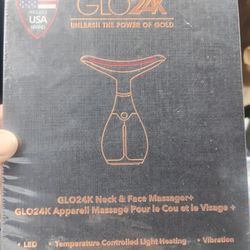 USA
GLO24K
UNLEASH THE POWER OF GOLD
GLO24K Neck & Face Massager+
GLO24K Appareil Massage Pour le Cou et le Visage +
• LED • Temperature Controlled Light Heating • Vibration